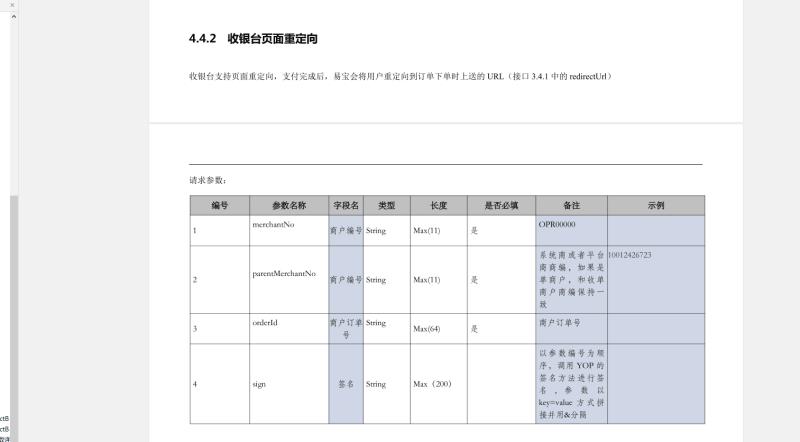 4.4.2 收银台页面重定向
收银台支持页面重定向，支付完成后，易宝会将用户重定向到订单下单时上送的 URL（接口 3.4.1 中的 redirectUrl）
请求参数：
编号 参数名称 字段名 类型 长度 是否必填 备注 示例
1 merchantNo 商户编号 String Max(11) 是 OPR00000
2 parentMerchantNo 商户编号 String Max(11) 是
系统商或者平台
商商编，如果是
单商户，和收单
商户商编保持一
致
10012426723
3 orderId 商户订单
号
String Max(64) 是 商户订单号
4 sign 签名 String Max（200）
以参数编号为顺
序，调用 YOP 的
签名方法进行签
名，参数以
key=value 方式拼
接并用&分隔
ctB
ctB